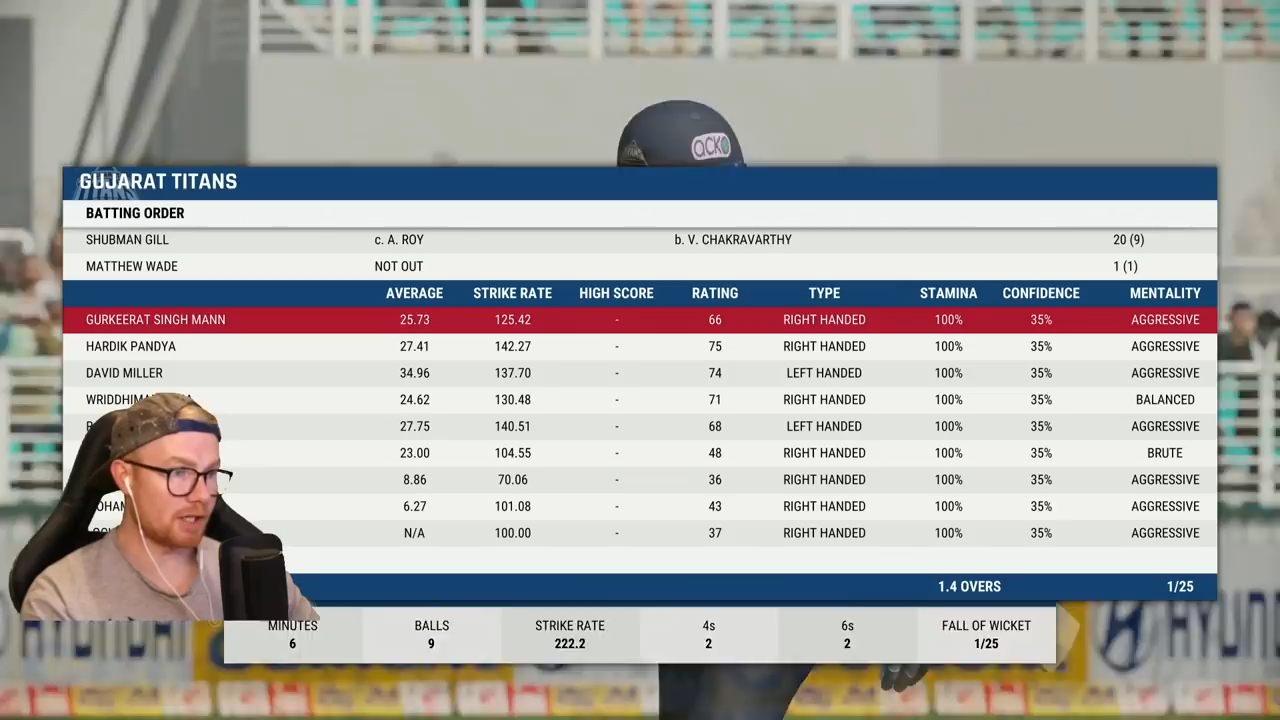 OCKO
GUJARAT TITANS
BATTING ORDER
SHUBMAN GILL c. A. ROY b. V. CHAKRAVARTHY 20 (9)
MATTHEW WADE NOT OUT 1 (1)
AVERAGE STRIKE RATE HIGH SCORE RATING TYPE STAMINA CONFIDENCE MENTALITY
GURKEERAT SINGH MANN 25.73 125.42 - 66 RIGHT HANDED 100% 35% AGGRESSIVE
HARDIK PANDYA 27.41 142.27 - 75 RIGHT HANDED 100% 35% AGGRESSIVE
DAVID MILLER 34.96 137.70 - 74 LEFT HANDED 100% 35% AGGRESSIVE
24.62 130.48 - 71 RIGHT HANDED 100% 35% BALANCED
27.75 140.51 - 68 LEFT HANDED 100% 35% AGGRESSIVE
23.00 104.55 - 48 RIGHT HANDED 100% 35% BRUTE
8.86 70.06 - 36 RIGHT HANDED 100% 35% AGGRESSIVE
6.27 101.08 - 43 RIGHT HANDED 100% 35% AGGRESSIVE
N/A 100.00 - 37 RIGHT HANDED 100% 35% AGGRESSIVE
1.4 OVERS 1/25
MINUTES BALLS STRIKE RATE 4s 6s FALL OF WICKET
6 9 222.2 2 2 1/25